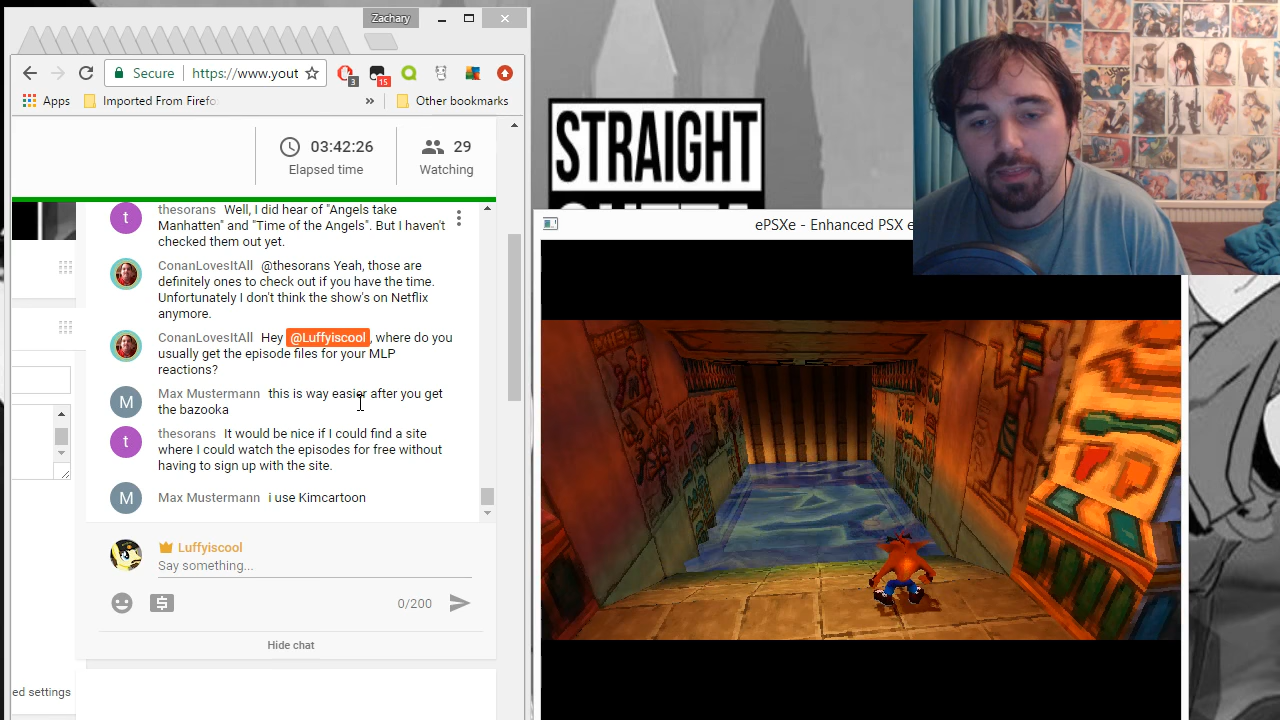 Zachary
Secure
https://www.yout
3
15
Apps
Imported From Firefo
»
Other bookmarks
03:42:26
Elapsed time
29
Watching
t
thesorans Well, I did hear of "Angels take
Manhatten" and "Time of the Angels". But I haven't
checked them out yet.
ConanLovesItAll @thesorans Yeah, those are
definitely ones to check out if you have the time.
Unfortunately I don't think the show's on Netflix
anymore.
ConanLovesItAll Hey @Luffyiscool, where do you
usually get the episode files for your MLP
reactions?
M
Max Mustermann this is way easier after you get
the bazooka
t
thesorans It would be nice if I could find a site
where I could watch the episodes for free without
having to sign up with the site.
M
Max Mustermann i use Kimcartoon
Luffyiscool
Say something...
0/200
Hide chat
ed settings
STRAIGHT
ePSXe - Enhanced PSX e